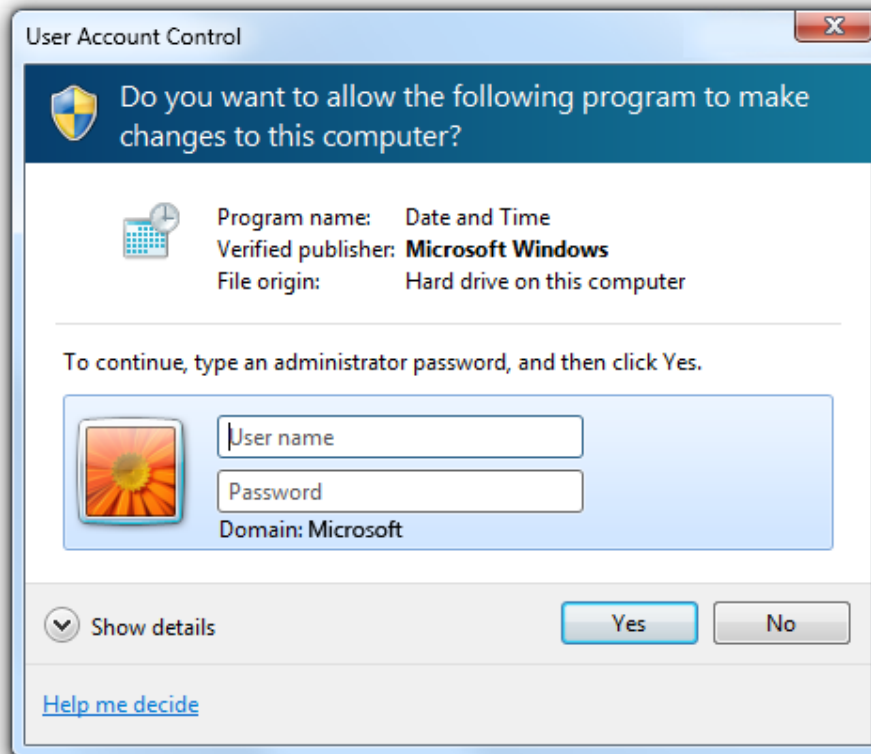 User Account Control
Do you want to allow the following program to make
changes to this computer?
Program name: Date and Time
Verified publisher: Microsoft Windows
File origin: Hard drive on this computer
To continue, type an administrator password, and then click Yes.
User name
Password
Domain: Microsoft
Show details
Yes
No
Help me decide